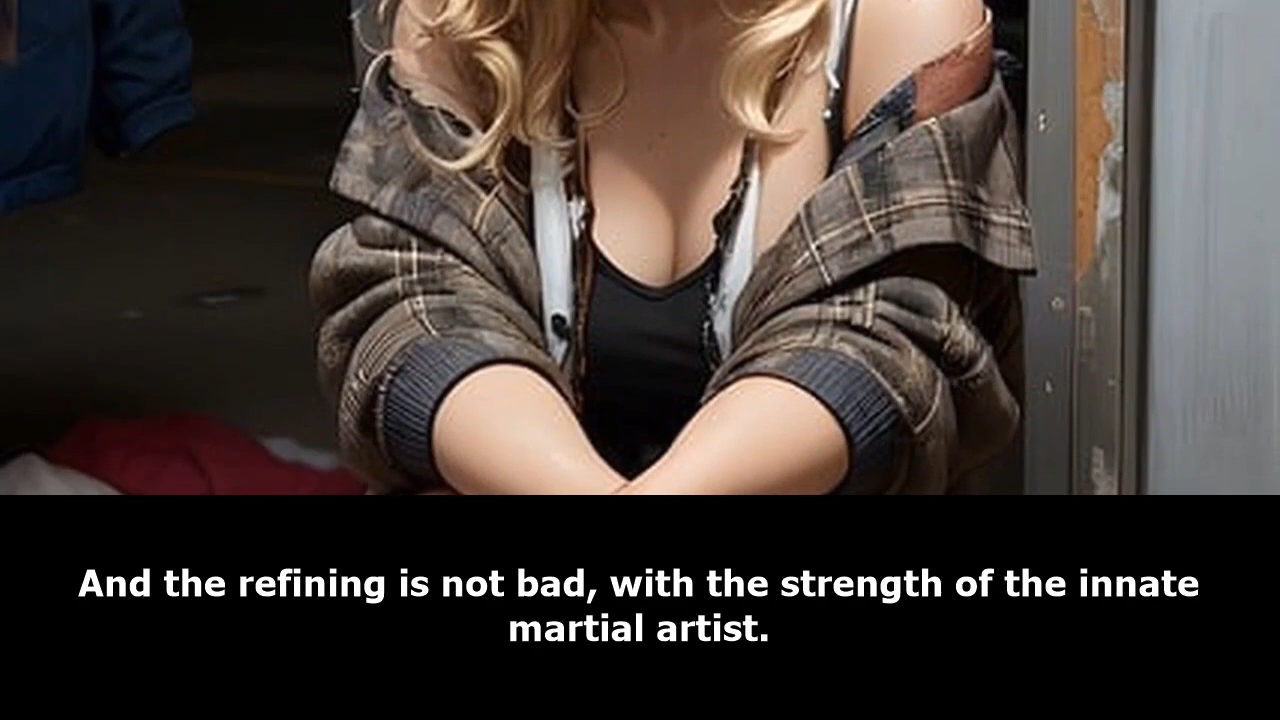 And the refining is not bad, with the strength of the innate
martial artist.